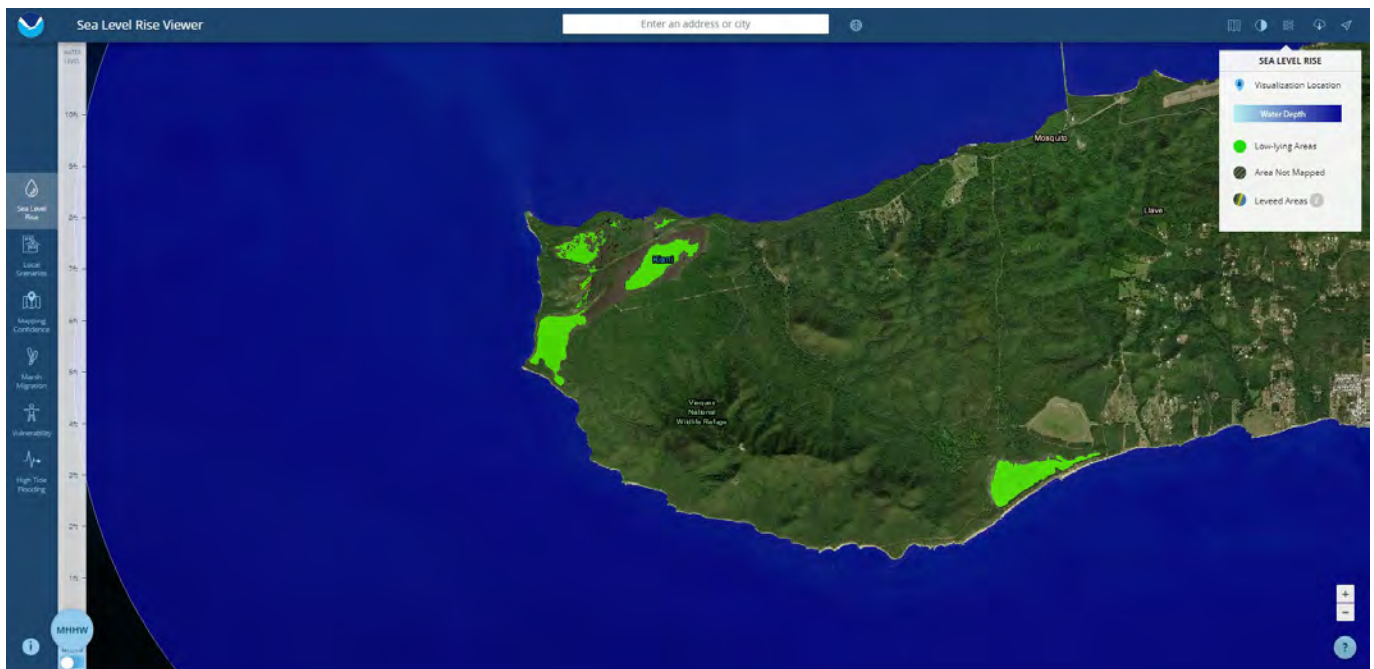 Sea Level Rise Viewer
Enter an address or city
WATER
LEVEL
10ft
9ft
8ft
7ft
6ft
5ft
4ft
3ft
2ft
1ft
MHHW
Sea Level
Rise
Local
Scenarios
Mapping
Confidence
Marsh
Migration
Vulnerability
High Tide
Flooding
i
Mosquito
Llave
Kiani
Vieques
National
Wildlife Refuge
SEA LEVEL RISE
Visualization Location
Water Depth
Low-lying Areas
Area Not Mapped
Leveed Areas i
+
−
?